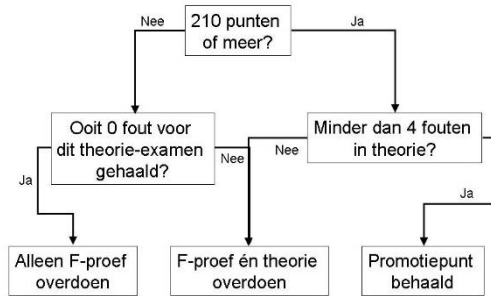 210 punten
of meer?
Nee
Ja
Ooit 0 fout voor
dit theorie-examen
gehaald?
Minder dan 4 fouten
in theorie?
Ja
Nee
Nee
Ja
Alleen F-proef
overdoen
F-proef én theorie
overdoen
Promotiepunt
behaald